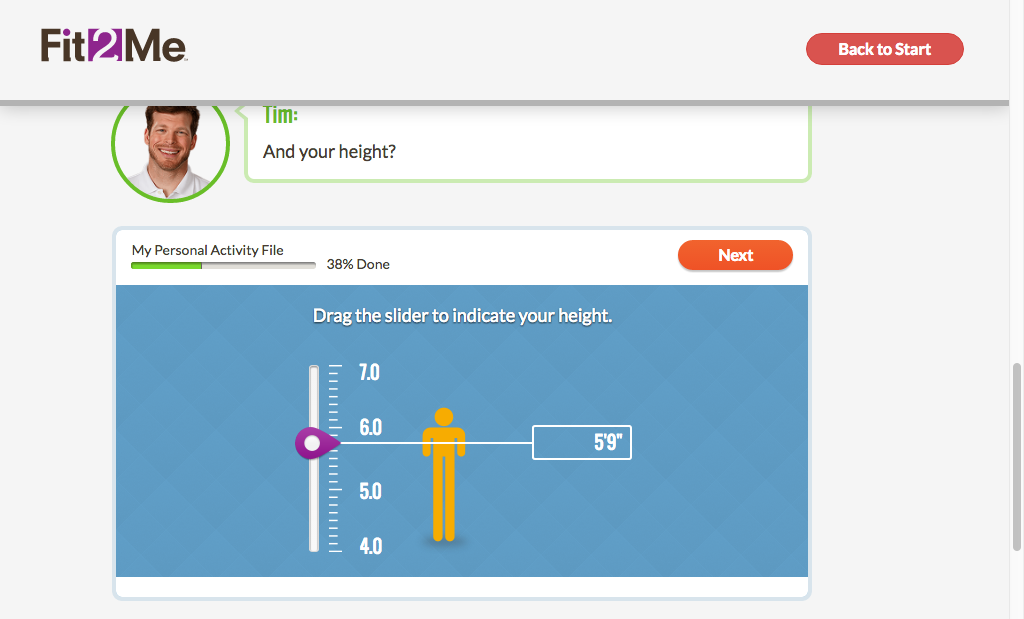 Fit2Me
Back to Start
Tim:
And your height?
My Personal Activity File
38% Done
Next
Drag the slider to indicate your height.
7.0
6.0
5'9"
5.0
4.0